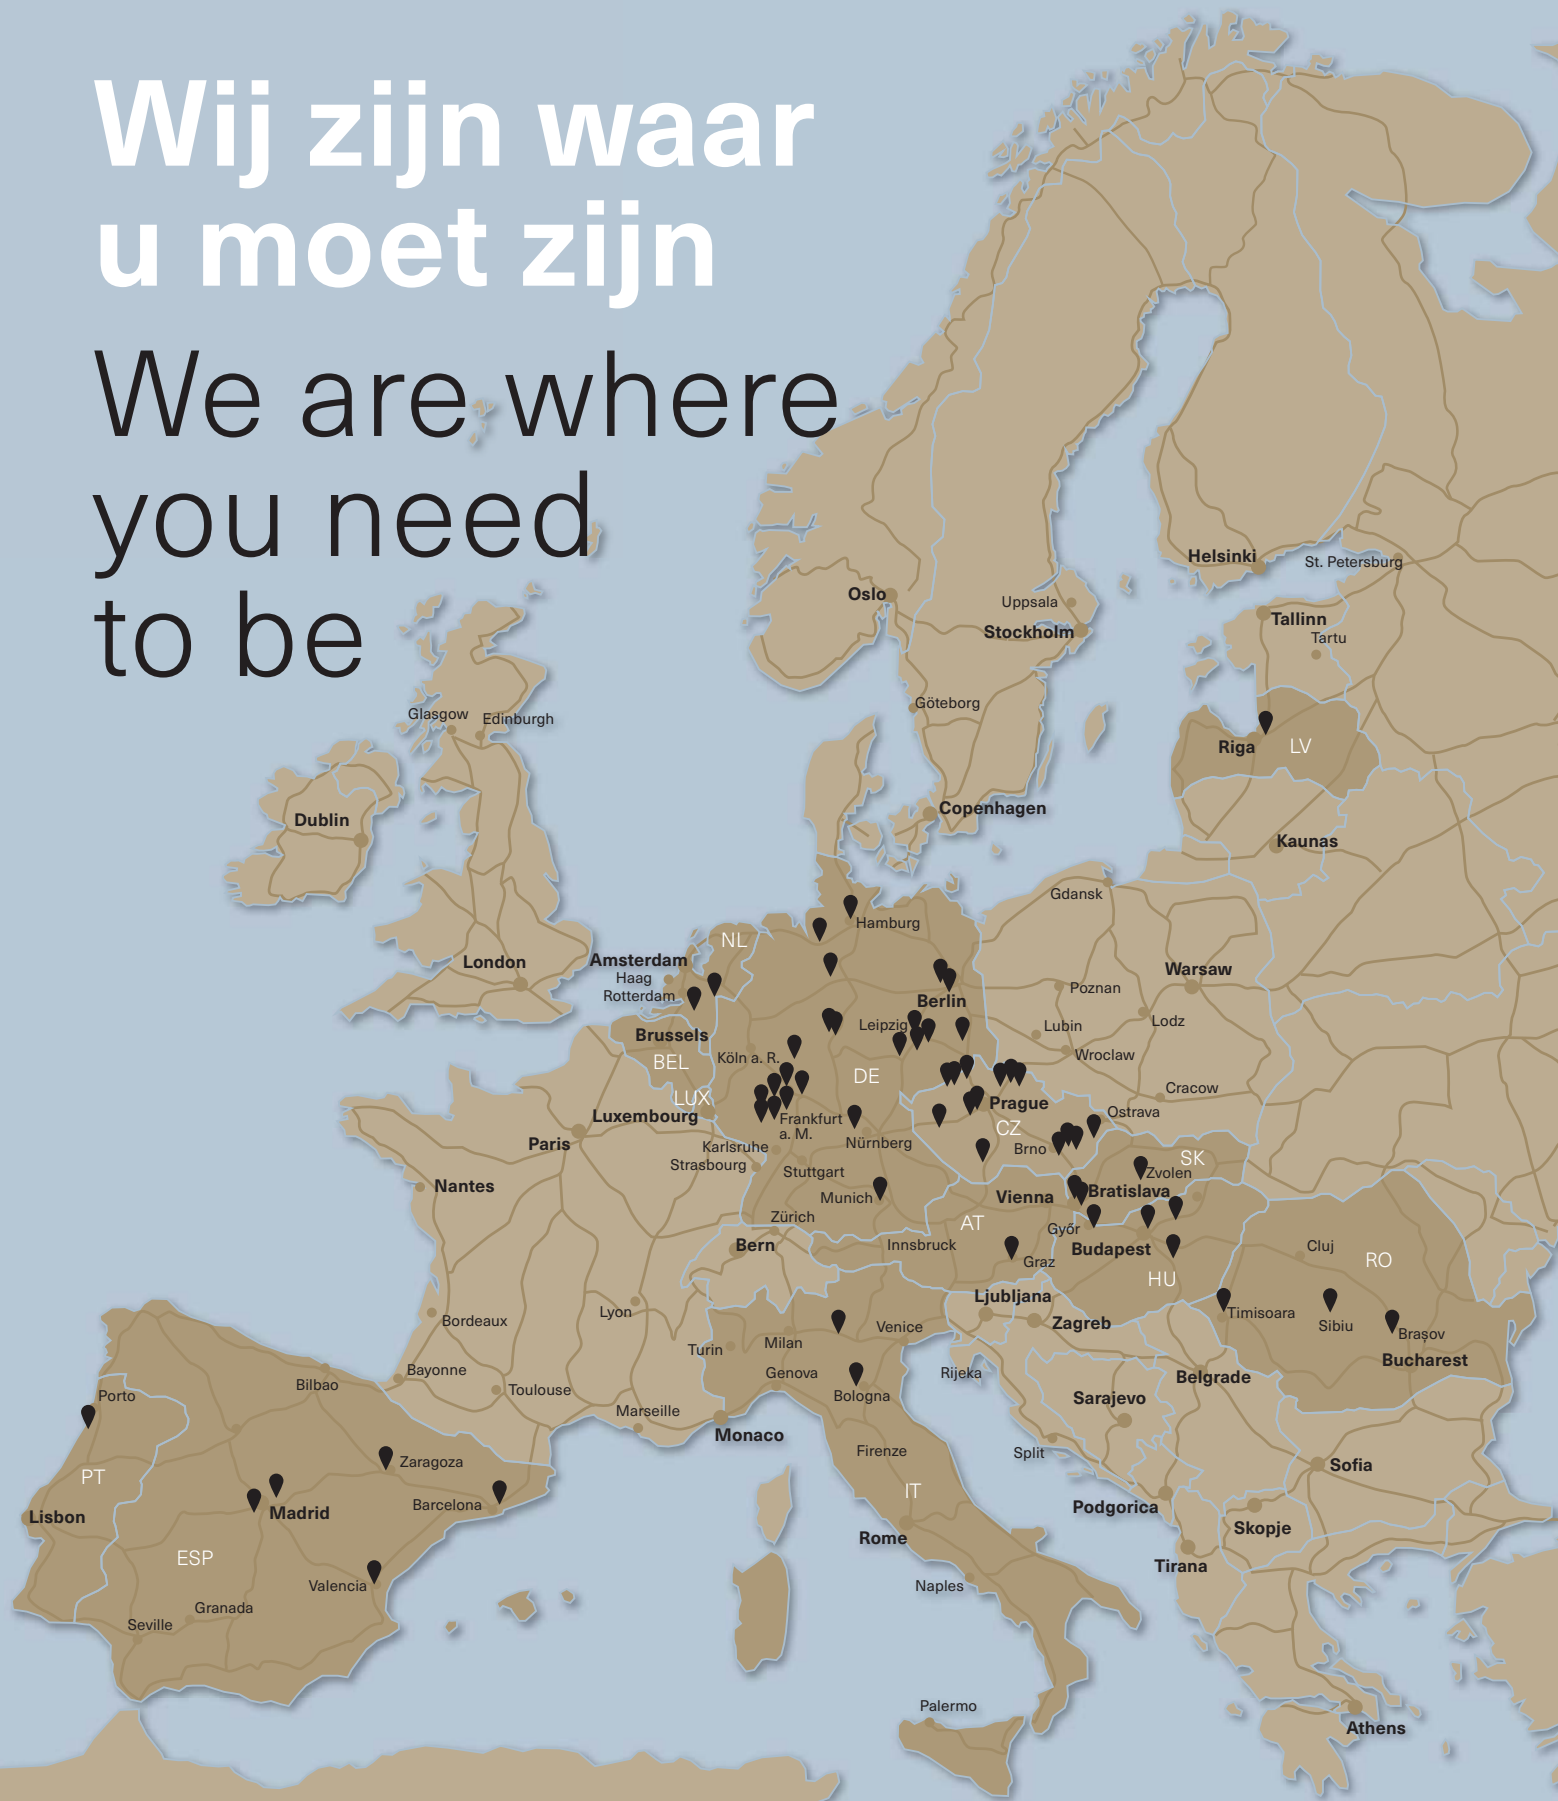 Wij zijn waar
u moet zijn
We are where
you need
to be
Helsinki
St. Petersburg
Oslo
Uppsala
Stockholm
Tallinn
Tartu
Göteborg
Glasgow
Edinburgh
Riga
LV
Copenhagen
Dublin
Kaunas
Gdansk
Hamburg
NL
Amsterdam
London
Warsaw
Haag
Rotterdam
Poznan
Berlin
Lodz
Leipzig
Lubin
Brussels
Köln a. R.
Wroclaw
BEL
DE
Cracow
LUX
Prague
Luxembourg
Ostrava
Frankfurt
a. M.
CZ
Paris
Nürnberg
Karlsruhe
Brno
SK
Strasbourg
Stuttgart
Zvolen
Nantes
Munich
Vienna
Bratislava
Zürich
AT
Győr
Bern
Innsbruck
Budapest
Cluj
RO
Graz
HU
Ljubljana
Lyon
Bordeaux
Timisoara
Zagreb
Sibiu
Venice
Brașov
Turin
Milan
Bucharest
Bayonne
Genova
Rijeka
Belgrade
Bilbao
Toulouse
Porto
Bologna
Sarajevo
Marseille
Monaco
Firenze
Split
Zaragoza
Sofia
PT
IT
Barcelona
Podgorica
Lisbon
Madrid
Skopje
Rome
ESP
Tirana
Valencia
Naples
Granada
Seville
Palermo
Athens